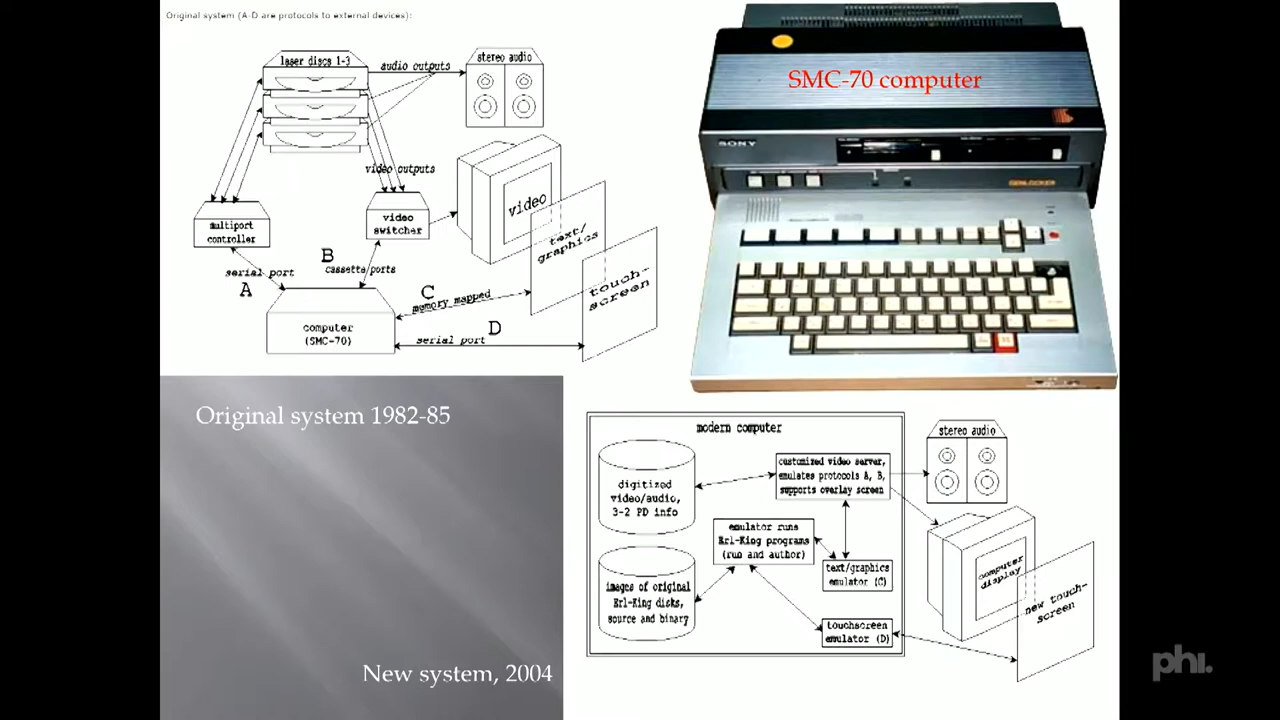 Original system (A-D are protocols to external devices):
laser discs 1-3
audio outputs
stereo audio
video outputs
multiport
controller
video
switcher
video
text/
graphics
touch-
screen
serial port
A
B
cassette ports
C
memory mapped
D
serial port
computer
(SMC-70)
SMC-70 computer
SONY
GENLOCKER
Original system 1982-85
New system, 2004
modern computer
digitized
video/audio,
3-2 PD info
customized video server,
emulates protocols A, B,
supports overlay screen
stereo audio
emulator runs
Erl-King programs
(run and author)
text/graphics
emulator (C)
images of original
Erl-King disks,
source and binary
touchscreen
emulator (D)
computer
display
new touch-
screen
phi.